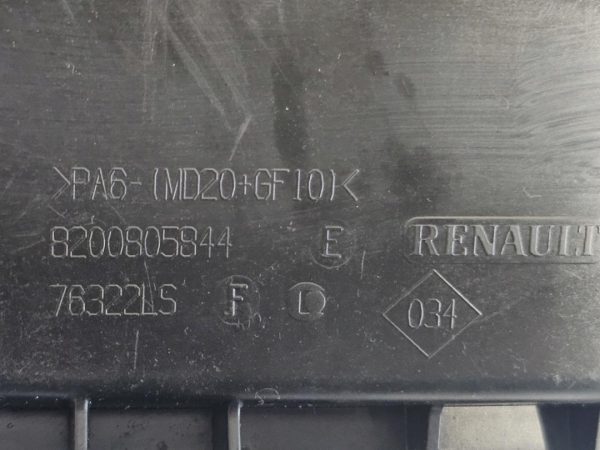 >PA6-(MD20+GF10)<
8200805844 E RENAULT
76322LS F L 034